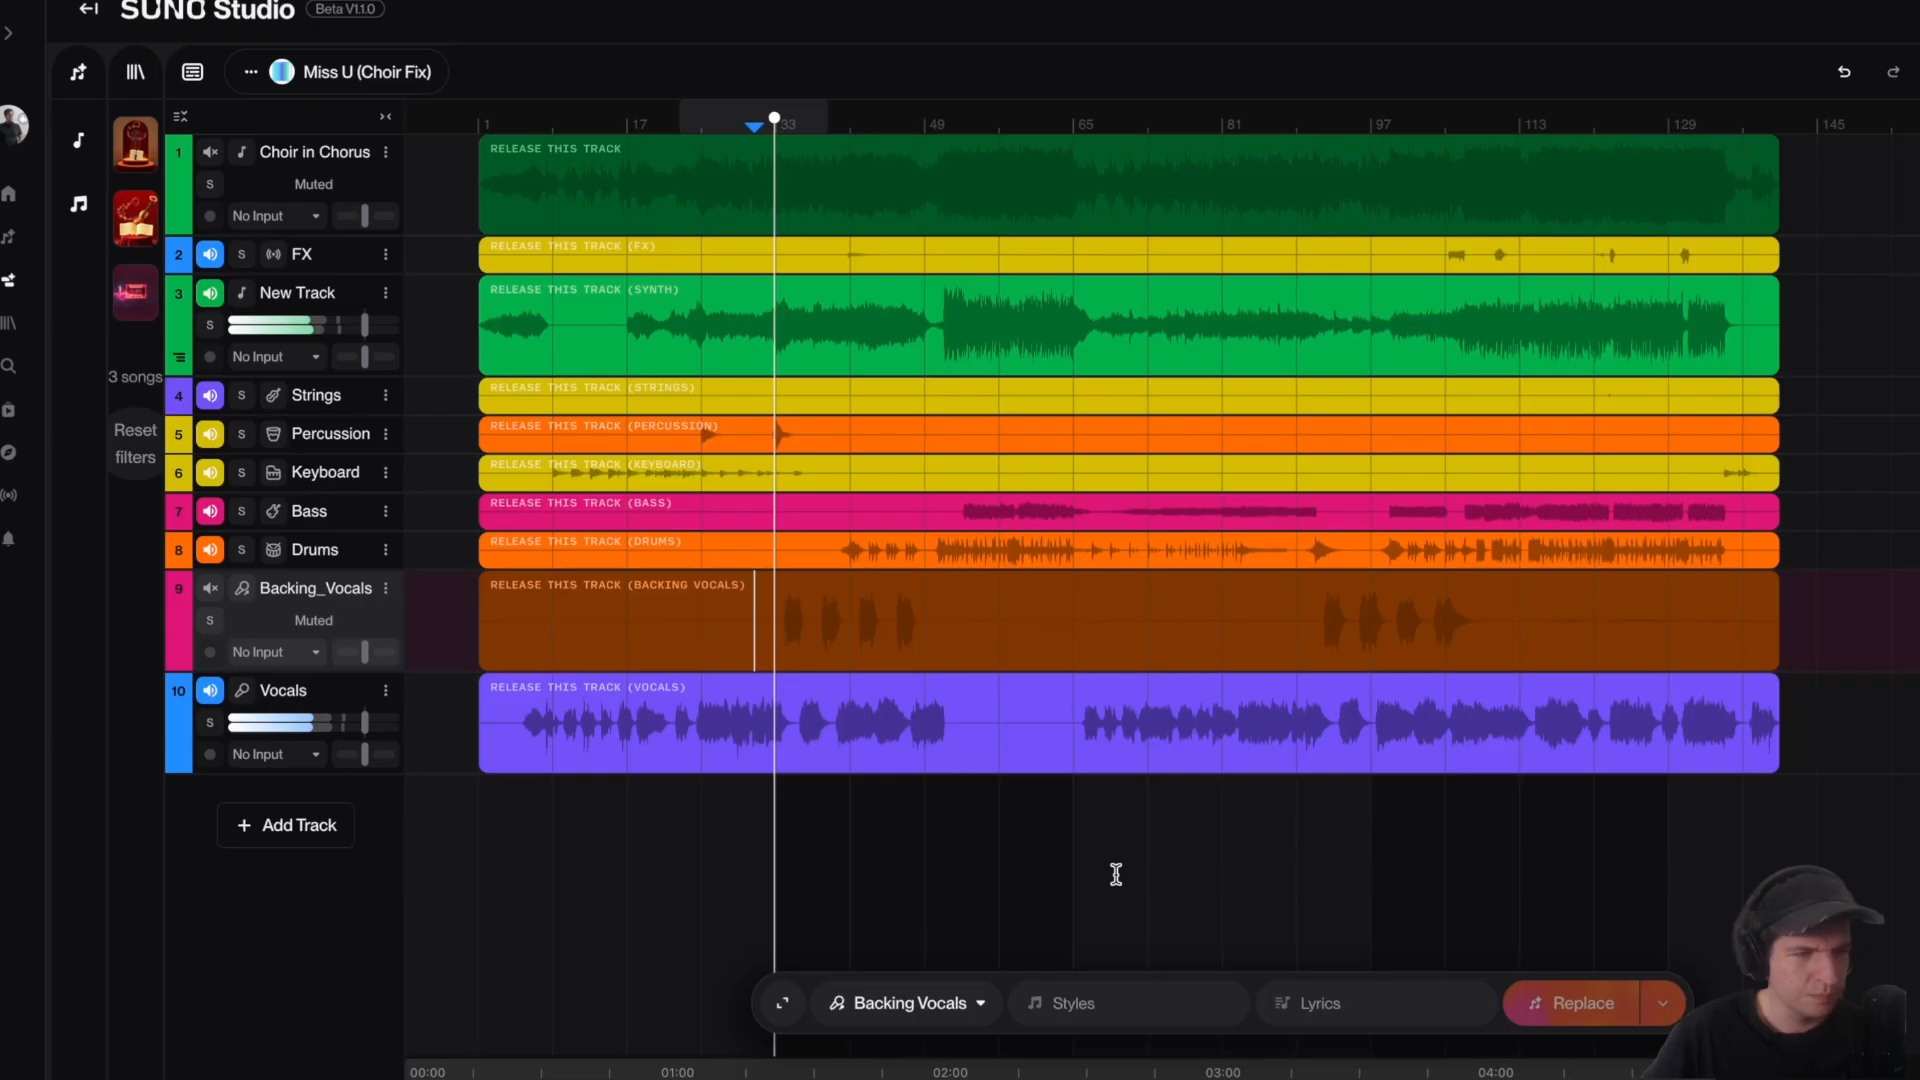 SUNO Studio
Beta V1.1.0
Miss U (Choir Fix)
1
17
33
49
65
81
97
113
129
145
1
Choir in Chorus
S
Muted
No Input
RELEASE THIS TRACK
2
S
FX
RELEASE THIS TRACK (FX)
3
New Track
S
No Input
RELEASE THIS TRACK (SYNTH)
3 songs
Reset
filters
4
S
Strings
RELEASE THIS TRACK (STRINGS)
5
S
Percussion
RELEASE THIS TRACK (PERCUSSION)
6
S
Keyboard
RELEASE THIS TRACK (KEYBOARD)
7
S
Bass
RELEASE THIS TRACK (BASS)
8
S
Drums
RELEASE THIS TRACK (DRUMS)
9
Backing_Vocals
S
Muted
No Input
RELEASE THIS TRACK (BACKING VOCALS)
10
Vocals
S
No Input
RELEASE THIS TRACK (VOCALS)
+ Add Track
Backing Vocals
Styles
Lyrics
Replace
00:00
01:00
02:00
03:00
04:00